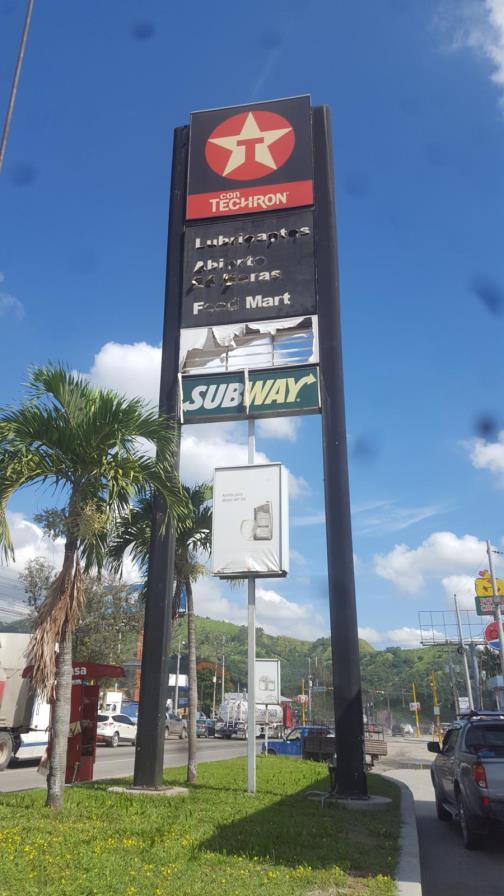 T
con
TECHRON
Lubricantes
Abierto
24 Horas
Food Mart
SUBWAY